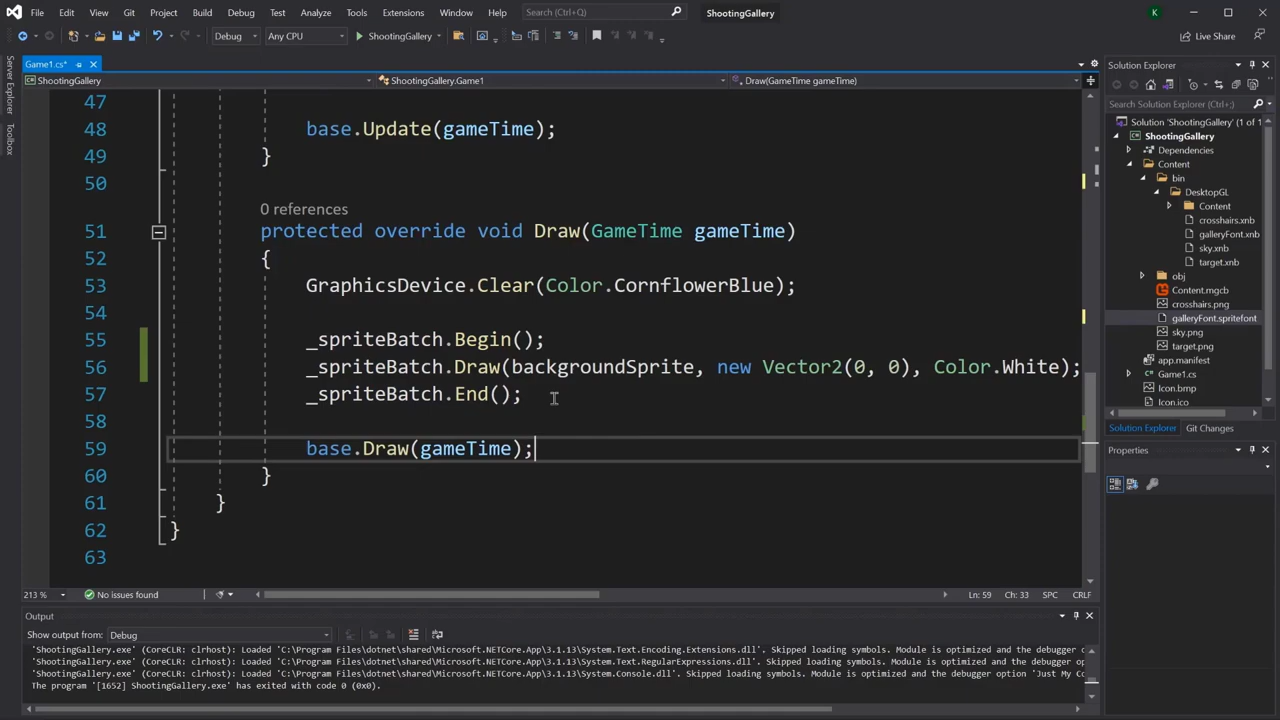 File Edit View Git Project Build Debug Test Analyze Tools Extensions Window Help Search (Ctrl+Q) ShootingGallery K
Debug Any CPU ShootingGallery Live Share
Server Explorer
Toolbox
Game1.cs*
ShootingGallery ShootingGallery.Game1 Draw(GameTime gameTime)
47
48 base.Update(gameTime);
49 }
50
0 references
51 protected override void Draw(GameTime gameTime)
52 {
53 GraphicsDevice.Clear(Color.CornflowerBlue);
54
55 _spriteBatch.Begin();
56 _spriteBatch.Draw(backgroundSprite, new Vector2(0, 0), Color.White);
57 _spriteBatch.End();
58
59 base.Draw(gameTime);
60 }
61 }
62 }
63
213 % No issues found Ln: 59 Ch: 33 SPC CRLF
Output
Show output from: Debug
'ShootingGallery.exe' (CoreCLR: clrhost): Loaded 'C:\Program Files\dotnet\shared\Microsoft.NETCore.App\3.1.13\System.Text.Encoding.Extensions.dll'. Skipped loading symbols. Module is optimized and the debugger o
'ShootingGallery.exe' (CoreCLR: clrhost): Loaded 'C:\Program Files\dotnet\shared\Microsoft.NETCore.App\3.1.13\System.Text.RegularExpressions.dll'. Skipped loading symbols. Module is optimized and the debugger op
'ShootingGallery.exe' (CoreCLR: clrhost): Loaded 'C:\Program Files\dotnet\shared\Microsoft.NETCore.App\3.1.13\System.Console.dll'. Skipped loading symbols. Module is optimized and the debugger option 'Just My Co
The program '[1652] ShootingGallery.exe' has exited with code 0 (0x0).
Solution Explorer
Search Solution Explorer (Ctrl+;)
Solution 'ShootingGallery' (1 of 1
ShootingGallery
Dependencies
Content
bin
DesktopGL
Content
crosshairs.xnb
galleryFont.xnb
sky.xnb
target.xnb
obj
Content.mgcb
crosshairs.png
galleryFont.spritefont
sky.png
target.png
app.manifest
Game1.cs
Icon.bmp
Icon.ico
Solution Explorer Git Changes
Properties